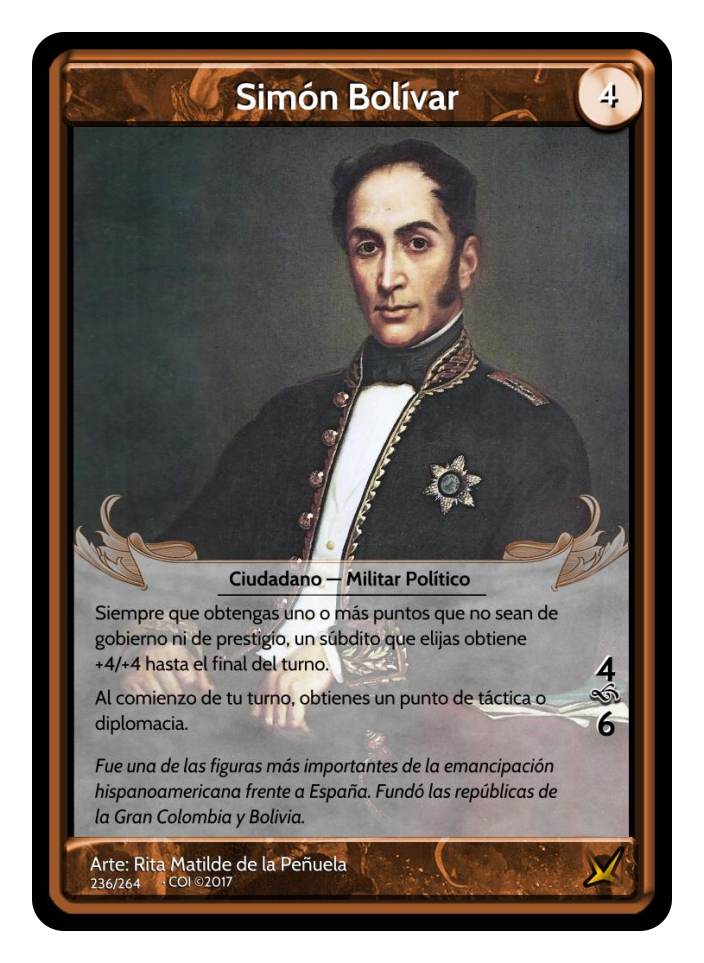 Simón Bolívar
4
Ciudadano — Militar Político
Siempre que obtengas uno o más puntos que no sean de
gobierno ni de prestigio, un súbdito que elijas obtiene
+4/+4 hasta el final del turno.
Al comienzo de tu turno, obtienes un punto de táctica o
diplomacia.
4
6
Fue una de las figuras más importantes de la emancipación
hispanoamericana frente a España. Fundó las repúblicas de
la Gran Colombia y Bolivia.
Arte: Rita Matilde de la Peñuela
236/264 · COI ©2017